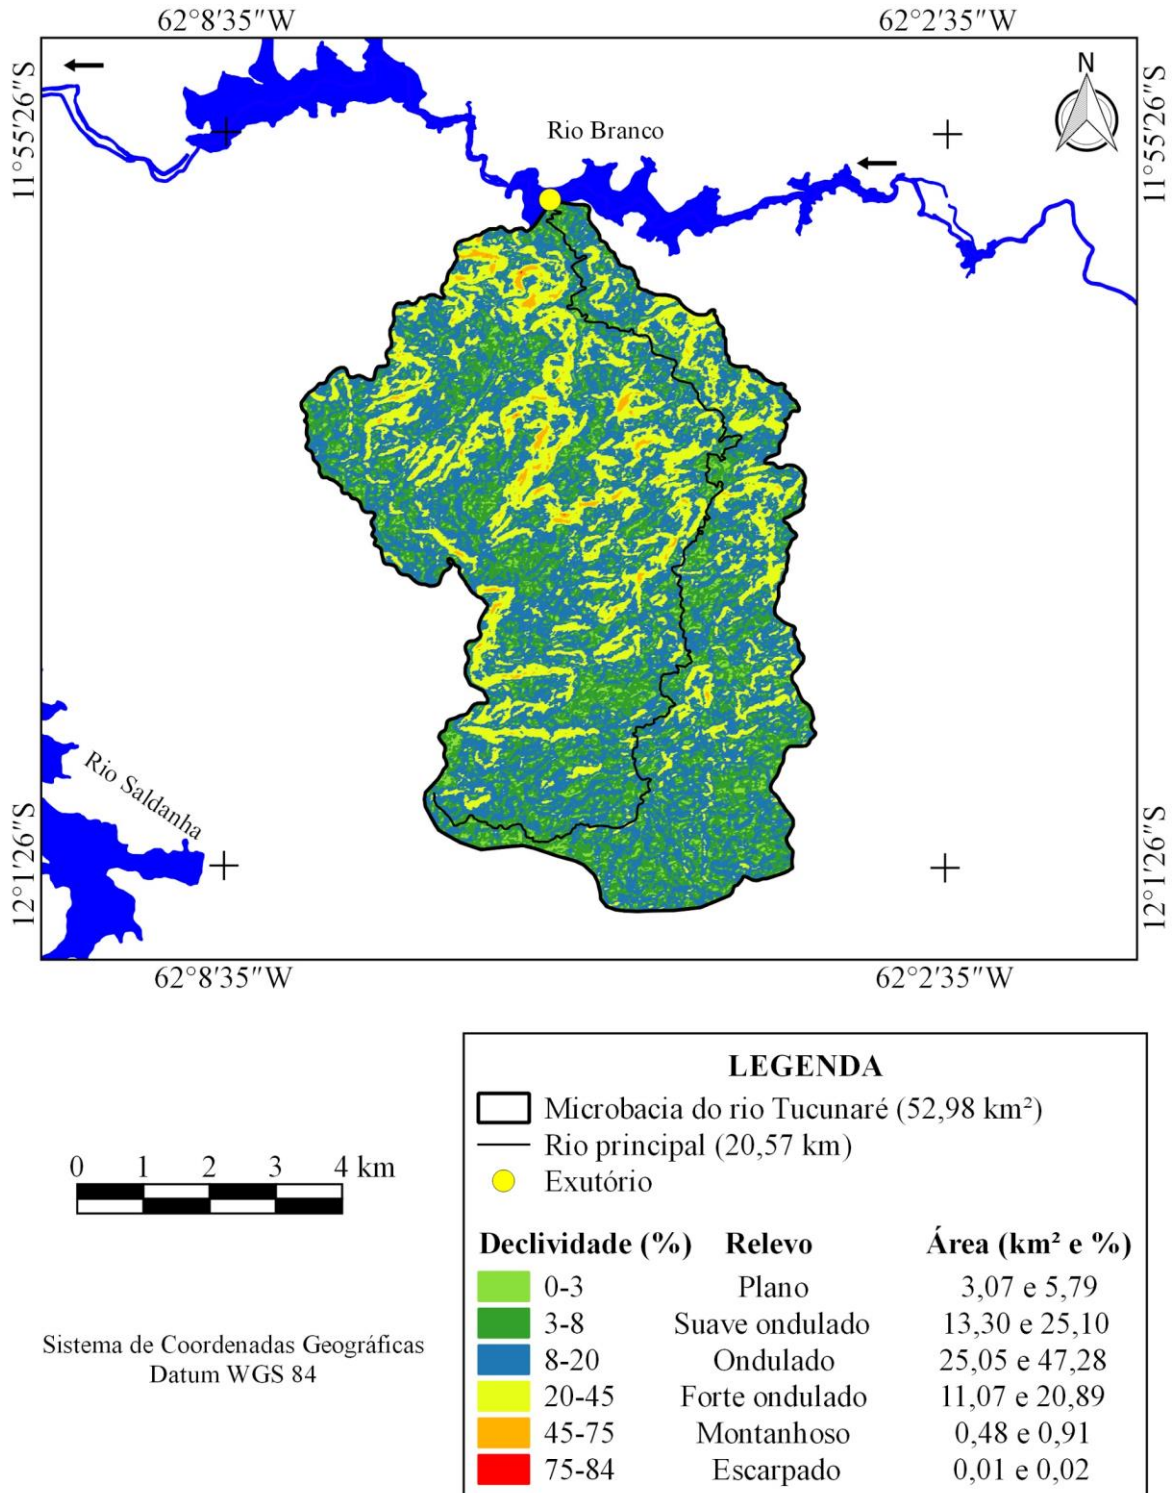 62°8'35"W 62°2'35"W
N
11°55'26"S 11°55'26"S
Rio Branco
Rio Saldanha
12°1'26"S 12°1'26"S
62°8'35"W 62°2'35"W
LEGENDA
Microbacia do rio Tucunaré (52,98 km²)
Rio principal (20,57 km)
Exutório
0 1 2 3 4 km
Declividade (%) Relevo Área (km² e %)
0-3 Plano 3,07 e 5,79
3-8 Suave ondulado 13,30 e 25,10
8-20 Ondulado 25,05 e 47,28
20-45 Forte ondulado 11,07 e 20,89
45-75 Montanhoso 0,48 e 0,91
75-84 Escarpado 0,01 e 0,02
Sistema de Coordenadas Geográficas
Datum WGS 84